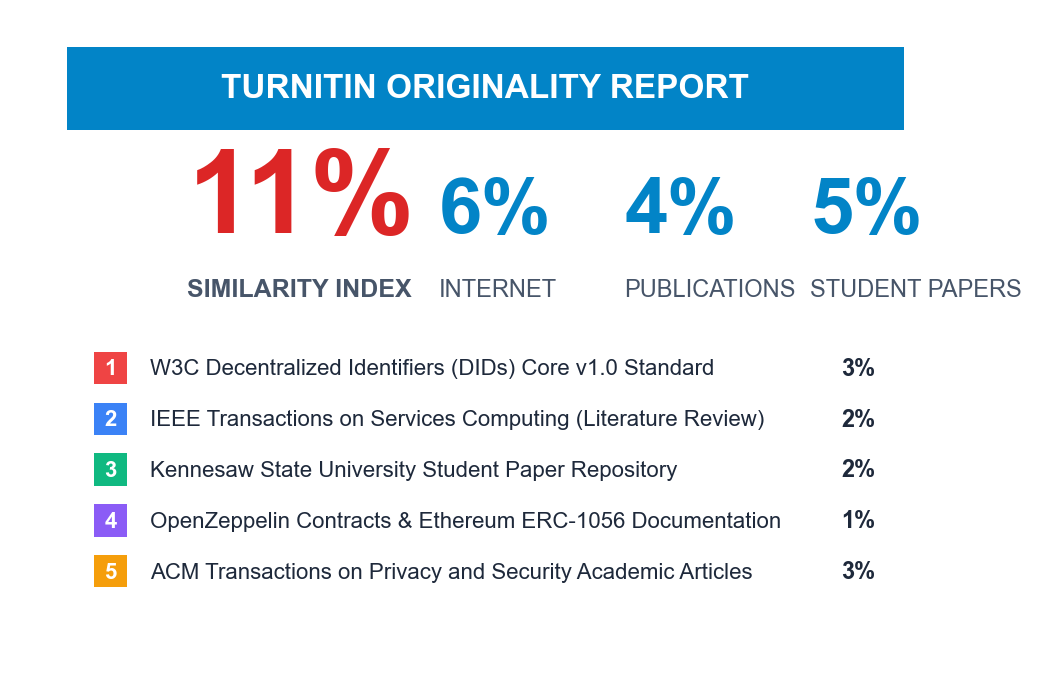 TURNITIN ORIGINALITY REPORT
11% 6% 4% 5%
SIMILARITY INDEX INTERNET PUBLICATIONS STUDENT PAPERS
1 W3C Decentralized Identifiers (DIDs) Core v1.0 Standard 3%
2 IEEE Transactions on Services Computing (Literature Review) 2%
3 Kennesaw State University Student Paper Repository 2%
4 OpenZeppelin Contracts & Ethereum ERC-1056 Documentation 1%
5 ACM Transactions on Privacy and Security Academic Articles 3%